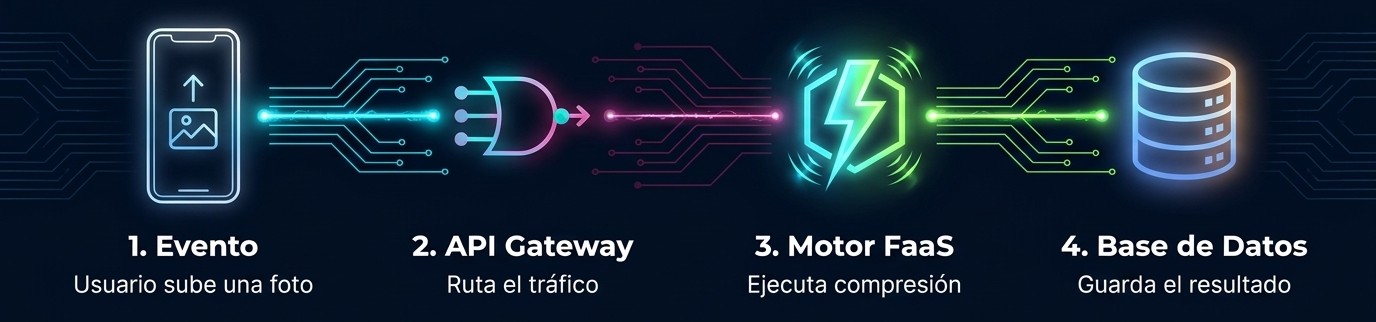 1. Evento
Usuario sube una foto
2. API Gateway
Ruta el tráfico
3. Motor FaaS
Ejecuta compresión
4. Base de Datos
Guarda el resultado